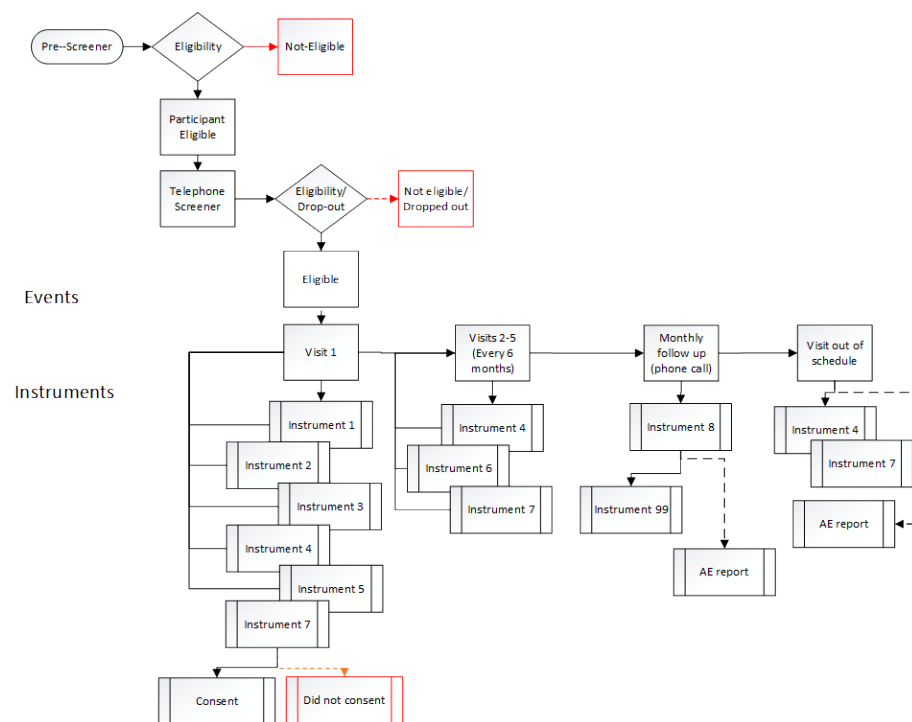 Pre--Screener
Eligibility
Not-Eligible
Participant
Eligible
Telephone
Screener
Eligibility/
Drop-out
Not eligible/
Dropped out
Eligible
Events
Visit 1
Visits 2-5
(Every 6
months)
Monthly
follow up
(phone call)
Visit out of
schedule
Instruments
Instrument 1
Instrument 2
Instrument 3
Instrument 4
Instrument 5
Instrument 7
Consent
Did not consent
Instrument 4
Instrument 6
Instrument 7
Instrument 8
Instrument 99
AE report
Instrument 4
Instrument 7
AE report